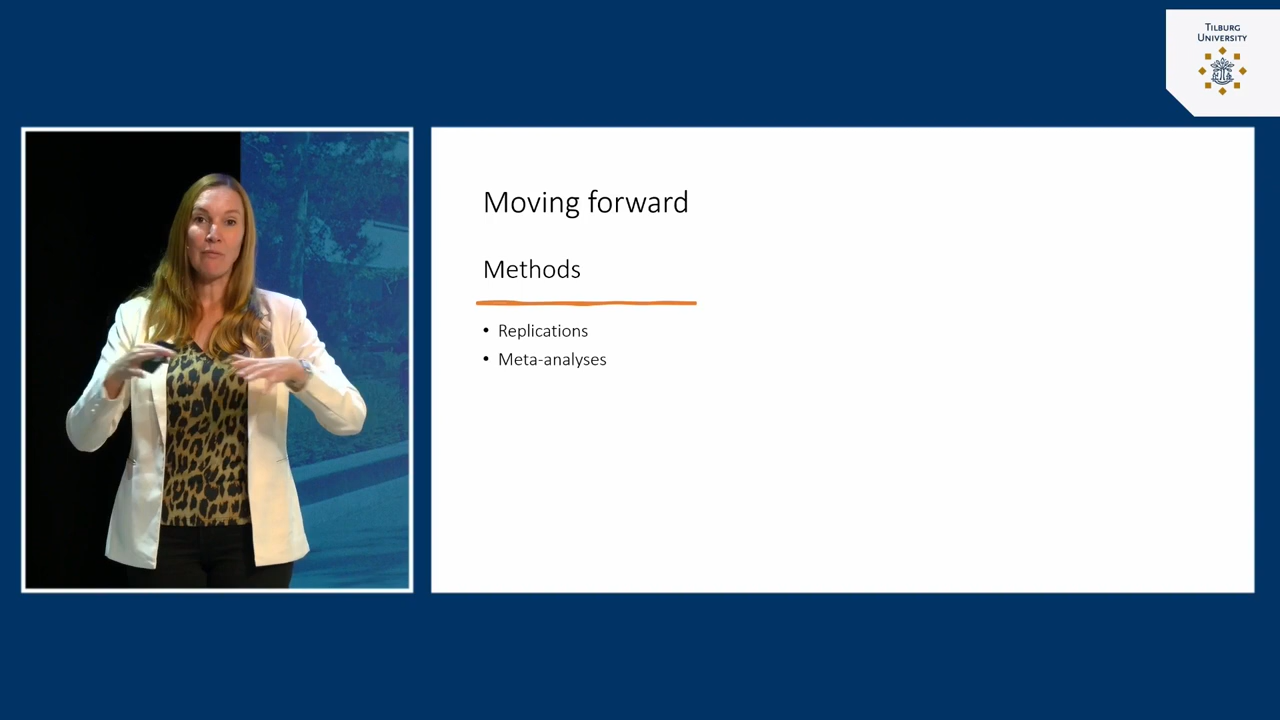 TILBURG
UNIVERSITY
Moving forward
Methods
• Replications
• Meta-analyses